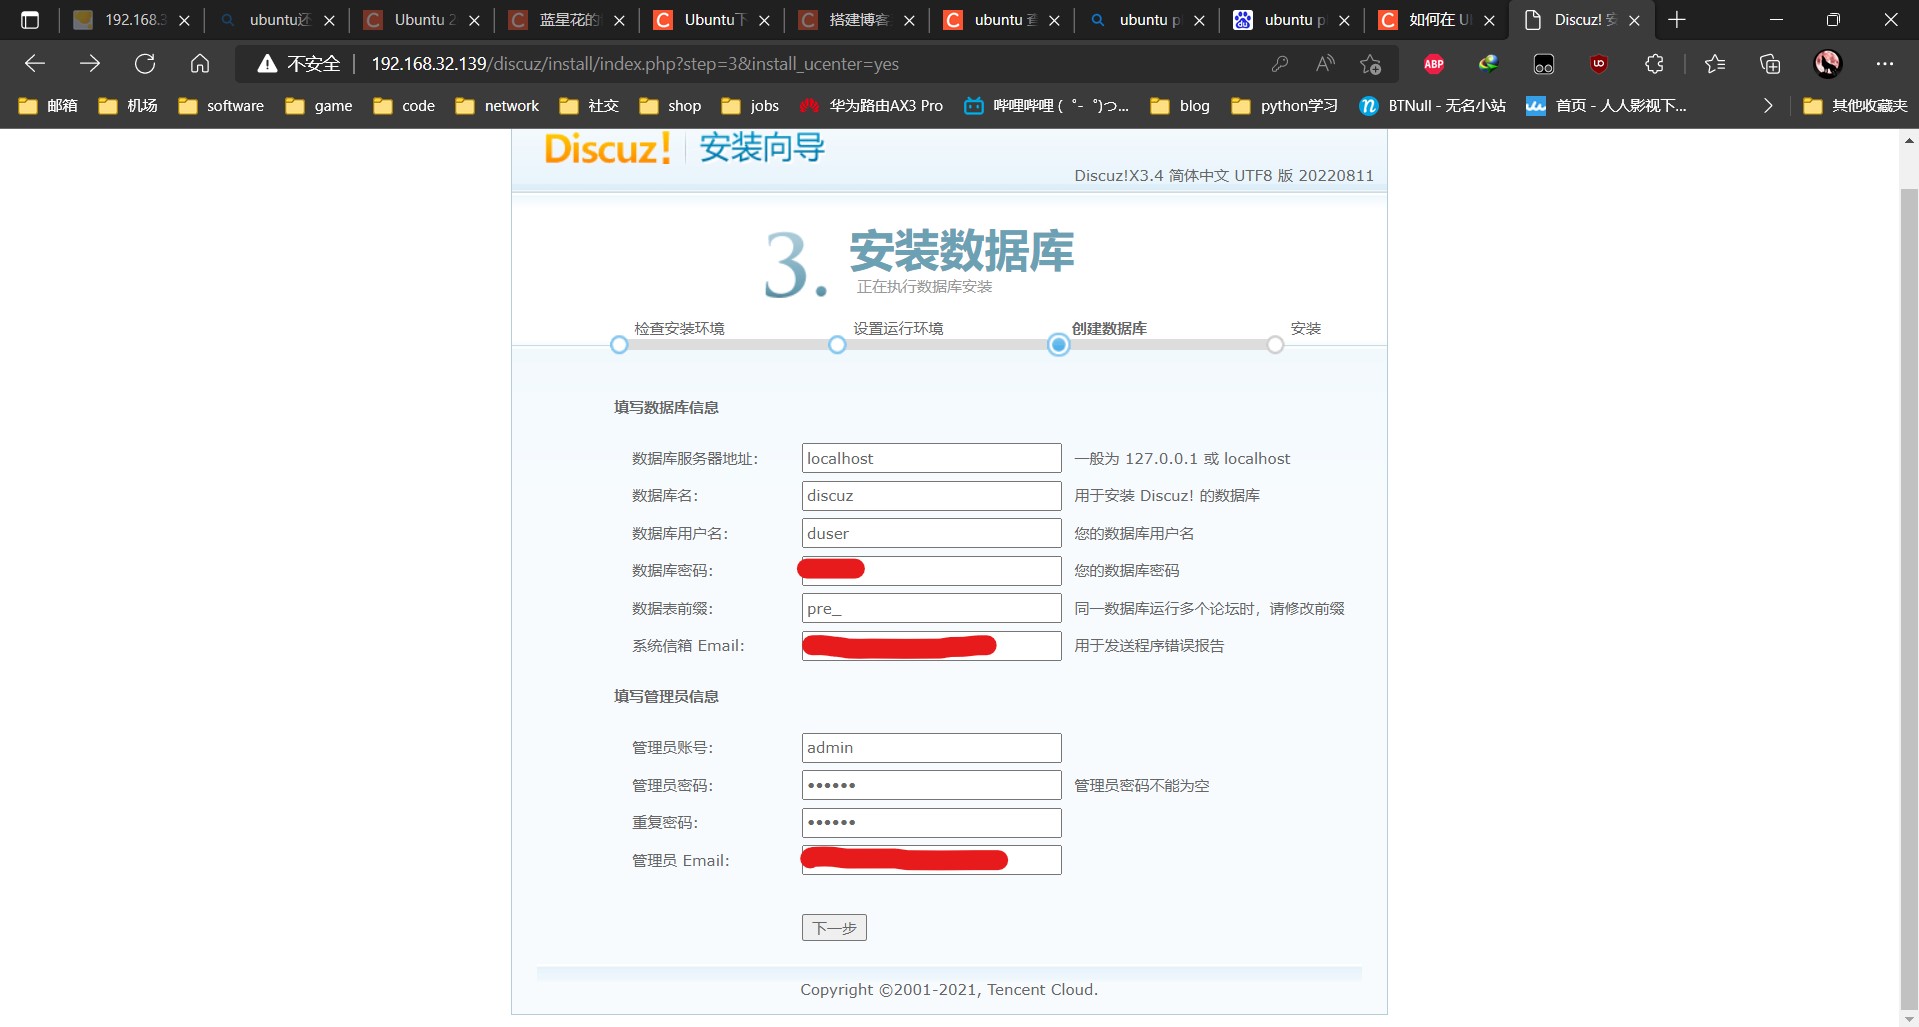 192.168.3
ubuntu还
Ubuntu 2
蓝星花的
Ubuntu下
搭建博客
ubuntu 查
ubuntu p
ubuntu p
如何在 U
Discuz! 安
不安全
192.168.32.139/discuz/install/index.php?step=3&install_ucenter=yes
ABP
邮箱
机场
software
game
code
network
社交
shop
jobs
华为路由AX3 Pro
哔哩哔哩 ( ゜- ゜)つ...
blog
python学习
BTNull - 无名小站
首页 - 人人影视下...
其他收藏夹
Discuz! 安装向导
Discuz!X3.4 简体中文 UTF8 版 20220811
3. 安装数据库
正在执行数据库安装
检查安装环境
设置运行环境
创建数据库
安装
填写数据库信息
数据库服务器地址: localhost 一般为 127.0.0.1 或 localhost
数据库名: discuz 用于安装 Discuz! 的数据库
数据库用户名: duser 您的数据库用户名
数据库密码: 您的数据库密码
数据表前缀: pre_ 同一数据库运行多个论坛时，请修改前缀
系统信箱 Email: 用于发送程序错误报告
填写管理员信息
管理员账号: admin
管理员密码: •••••• 管理员密码不能为空
重复密码: ••••••
管理员 Email:
下一步
Copyright ©2001-2021, Tencent Cloud.